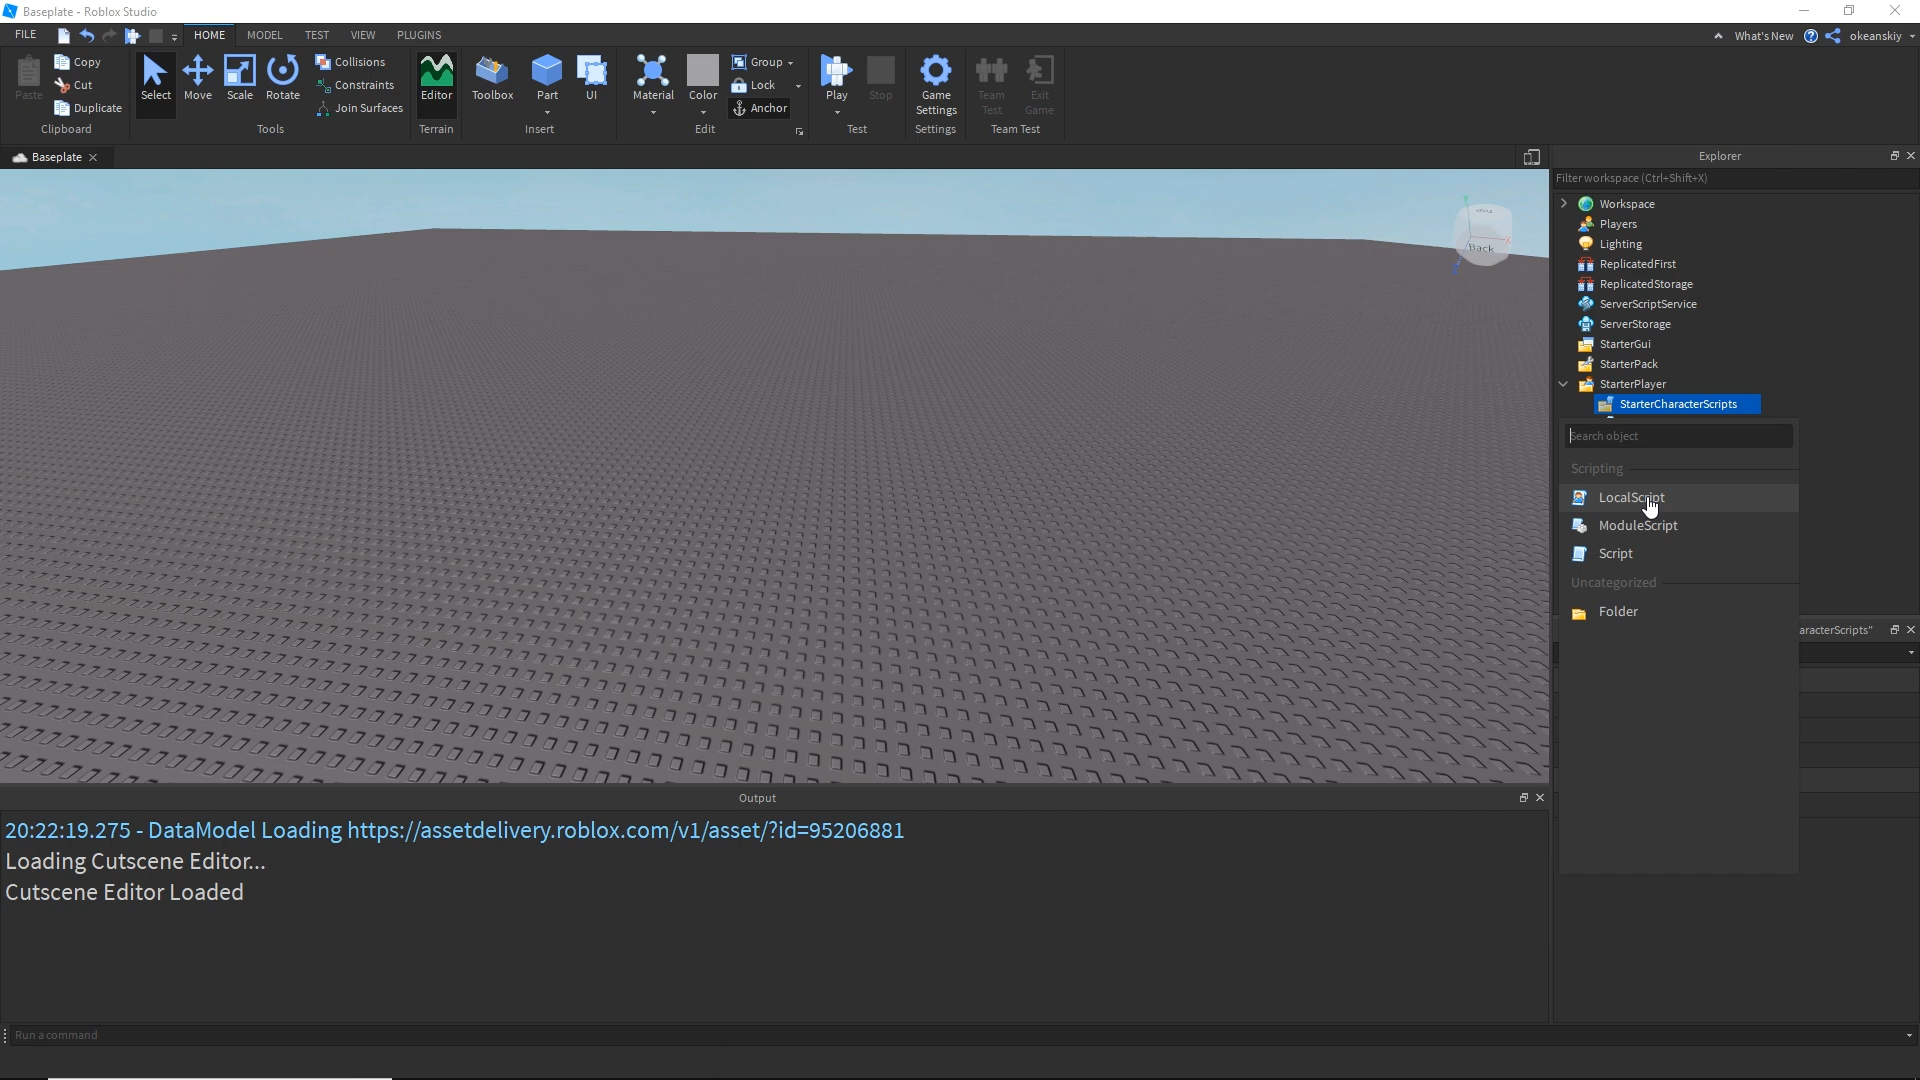 Baseplate - Roblox Studio
FILE
HOME
MODEL
TEST
VIEW
PLUGINS
What's New
okeanskiy
Paste
Copy
Cut
Duplicate
Clipboard
Select
Move
Scale
Rotate
Collisions
Constraints
Join Surfaces
Tools
Editor
Terrain
Toolbox
Part
UI
Insert
Material
Color
Group
Lock
Anchor
Edit
Play
Stop
Test
Game
Settings
Settings
Team
Test
Exit
Game
Team Test
Baseplate
Back
Explorer
Filter workspace (Ctrl+Shift+X)
Workspace
Players
Lighting
ReplicatedFirst
ReplicatedStorage
ServerScriptService
ServerStorage
StarterGui
StarterPack
StarterPlayer
StarterCharacterScripts
Search object
Scripting
LocalScript
ModuleScript
Script
Uncategorized
Folder
aracterScripts"
Output
20:22:19.275 - DataModel Loading https://assetdelivery.roblox.com/v1/asset/?id=95206881
Loading Cutscene Editor...
Cutscene Editor Loaded
Run a command